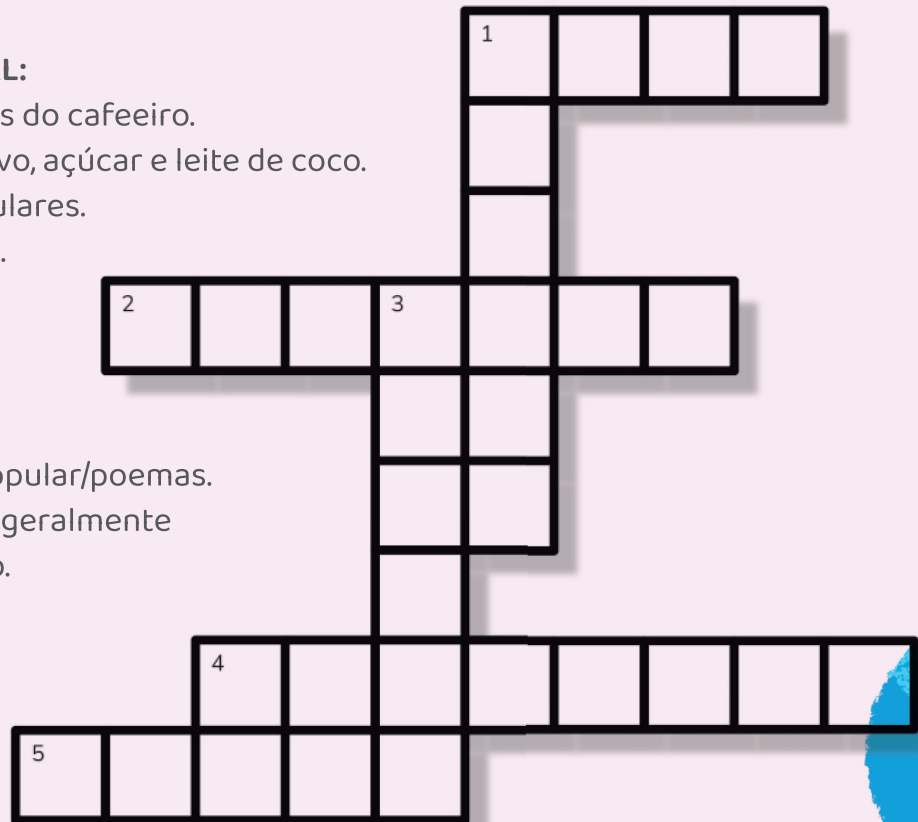 L:
s do cafeeiro.
vo, açúcar e leite de coco.
ulares.
.
opular/poemas.
geralmente
o.
1
2
3
4
5